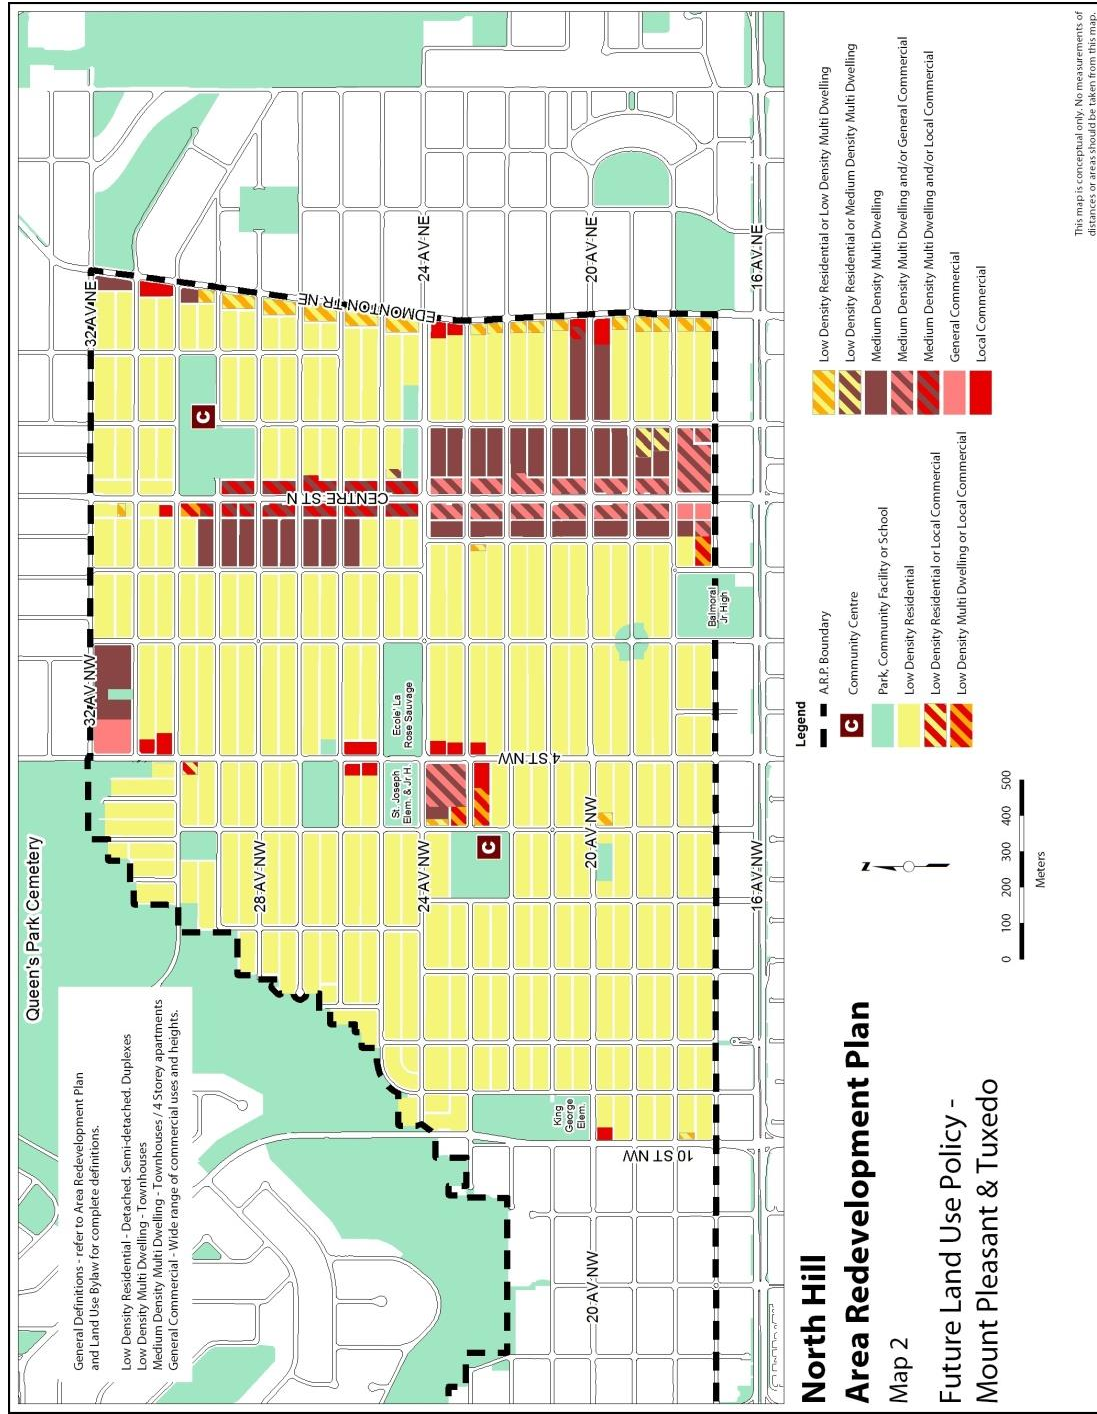 North Hill
Area Redevelopment Plan
Map 2
Future Land Use Policy -
Mount Pleasant & Tuxedo
General Definitions - refer to Area Redevelopment Plan
and Land Use Bylaw for complete definitions.
Low Density Residential - Detached. Semi-detached. Duplexes
Low Density Multi Dwelling - Townhouses
Medium Density Multi Dwelling - Townhouses / 4 Storey apartments
General Commercial - Wide range of commercial uses and heights.
Queen's Park Cemetery
32 AV NW
32 AV NE
28 AV NW
24 AV NW
24 AV NE
20 AV NW
20 AV NW
20 AV NE
16 AV NW
16 AV NE
10 ST NW
4 ST NW
CENTRE ST N
EDMONTON TR NE
King
George
Elem.
St. Joseph
Elem. & Jr H.
Ecole' La
Rose Sauvage
Balmoral
Jr High
C
C
C
N
0 100 200 300 400 500
Meters
Legend
A.R.P. Boundary
C
Community Centre
Park, Community Facility or School
Low Density Residential
Low Density Residential or Local Commercial
Low Density Multi Dwelling or Local Commercial
Low Density Residential or Low Density Multi Dwelling
Low Density Residential or Medium Density Multi Dwelling
Medium Density Multi Dwelling
Medium Density Multi Dwelling and/or General Commercial
Medium Density Multi Dwelling and/or Local Commercial
General Commercial
Local Commercial
This map is conceptual only. No measurements of
distances or areas should be taken from this map.